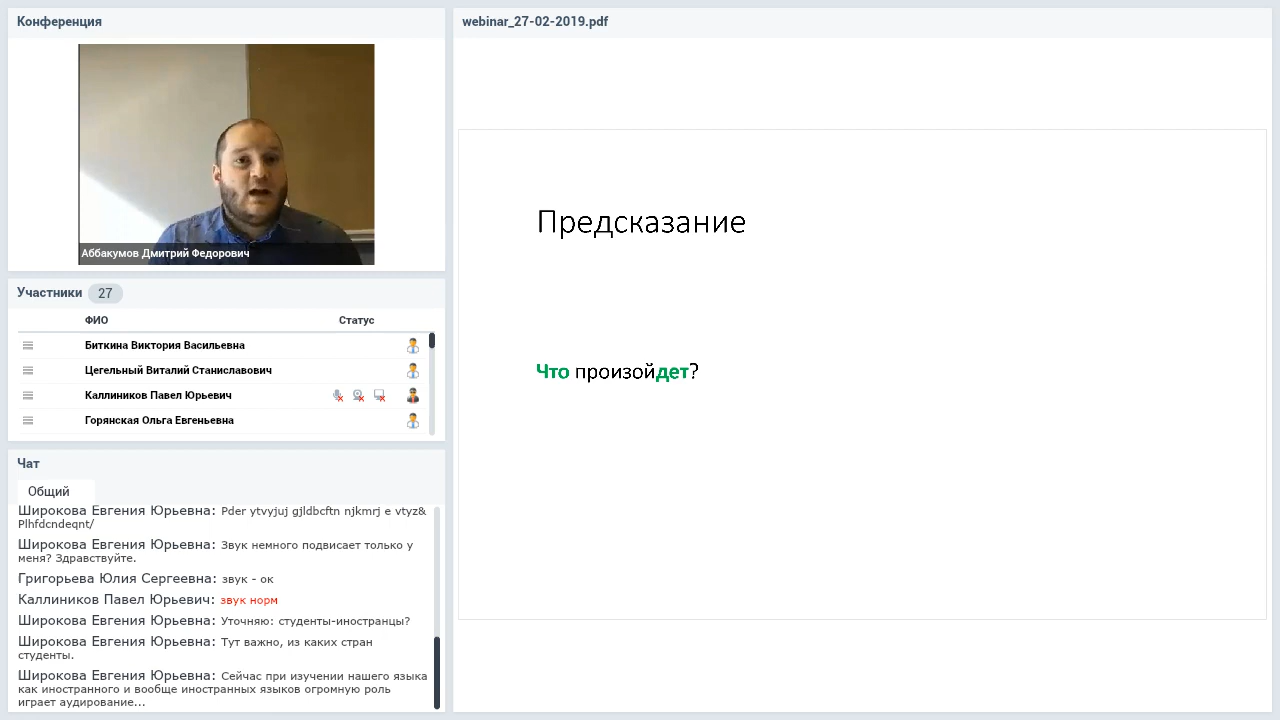 Конференция
Аббакумов Дмитрий Федорович
Участники 27
ФИО Статус
Биткина Виктория Васильевна
Цегельный Виталий Станиславович
Каллиников Павел Юрьевич
Горянская Ольга Евгеньевна
Чат
Общий
Широкова Евгения Юрьевна: Pder ytvyjuj gjldbcftn njkmrj e vtyz&
Plhfdcndeqnt/
Широкова Евгения Юрьевна: Звук немного подвисает только у
меня? Здравствуйте.
Григорьева Юлия Сергеевна: звук - ок
Каллиников Павел Юрьевич: звук норм
Широкова Евгения Юрьевна: Уточняю: студенты-иностранцы?
Широкова Евгения Юрьевна: Тут важно, из каких стран
студенты.
Широкова Евгения Юрьевна: Сейчас при изучении нашего языка
как иностранного и вообще иностранных языков огромную роль
играет аудирование...
webinar_27-02-2019.pdf
Предсказание
Что произойдет?